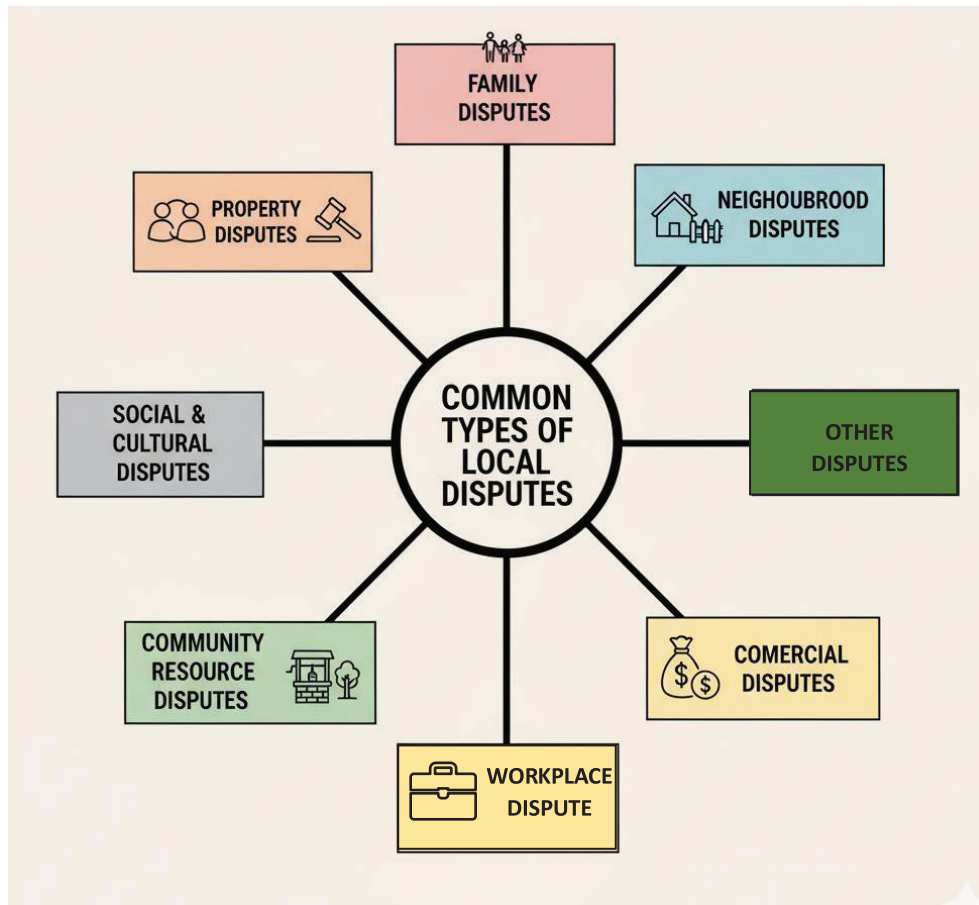 FAMILY
DISPUTES
PROPERTY
DISPUTES
NEIGHOUBROOD
DISPUTES
SOCIAL &
CULTURAL
DISPUTES
COMMON
TYPES OF
LOCAL
DISPUTES
OTHER
DISPUTES
COMMUNITY
RESOURCE
DISPUTES
$ $
COMERCIAL
DISPUTES
WORKPLACE
DISPUTE